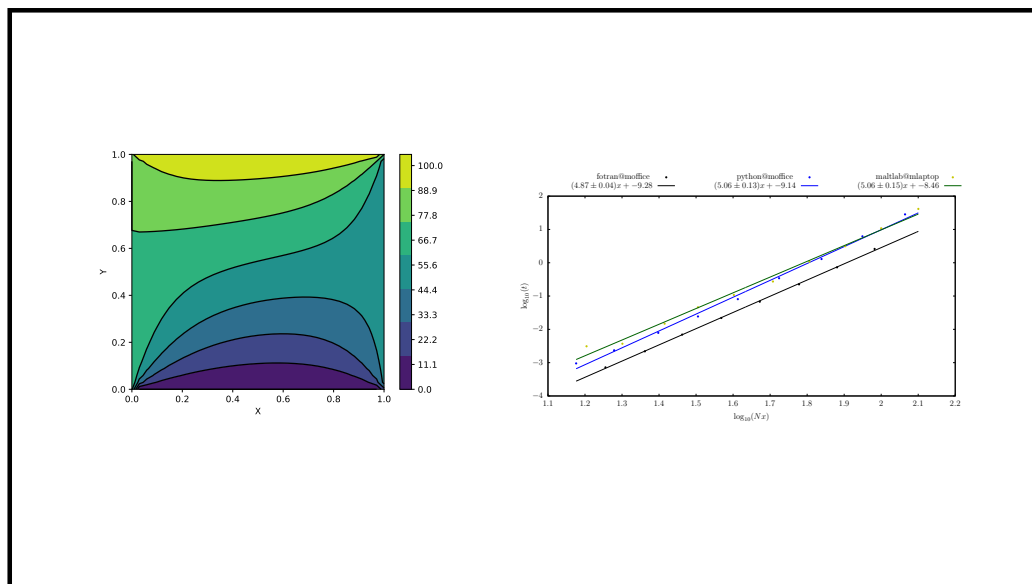 1.0
0.8
0.6
0.4
0.2
0.0
Y
0.0 0.2 0.4 0.6 0.8 1.0
X
100.0
88.9
77.8
66.7
55.6
44.4
33.3
22.1
11.1
0.0
fotran@moffice python@moffice maltlab@mlaptop
(4.87 ± 0.04)x + −9.28 (5.06 ± 0.13)x + −9.14 (5.06 ± 0.15)x + −8.46
2
1
0
−1
−2
−3
−4
log₁₀(t)
1.1 1.2 1.3 1.4 1.5 1.6 1.7 1.8 1.9 2 2.1 2.2
log₁₀(Nx)